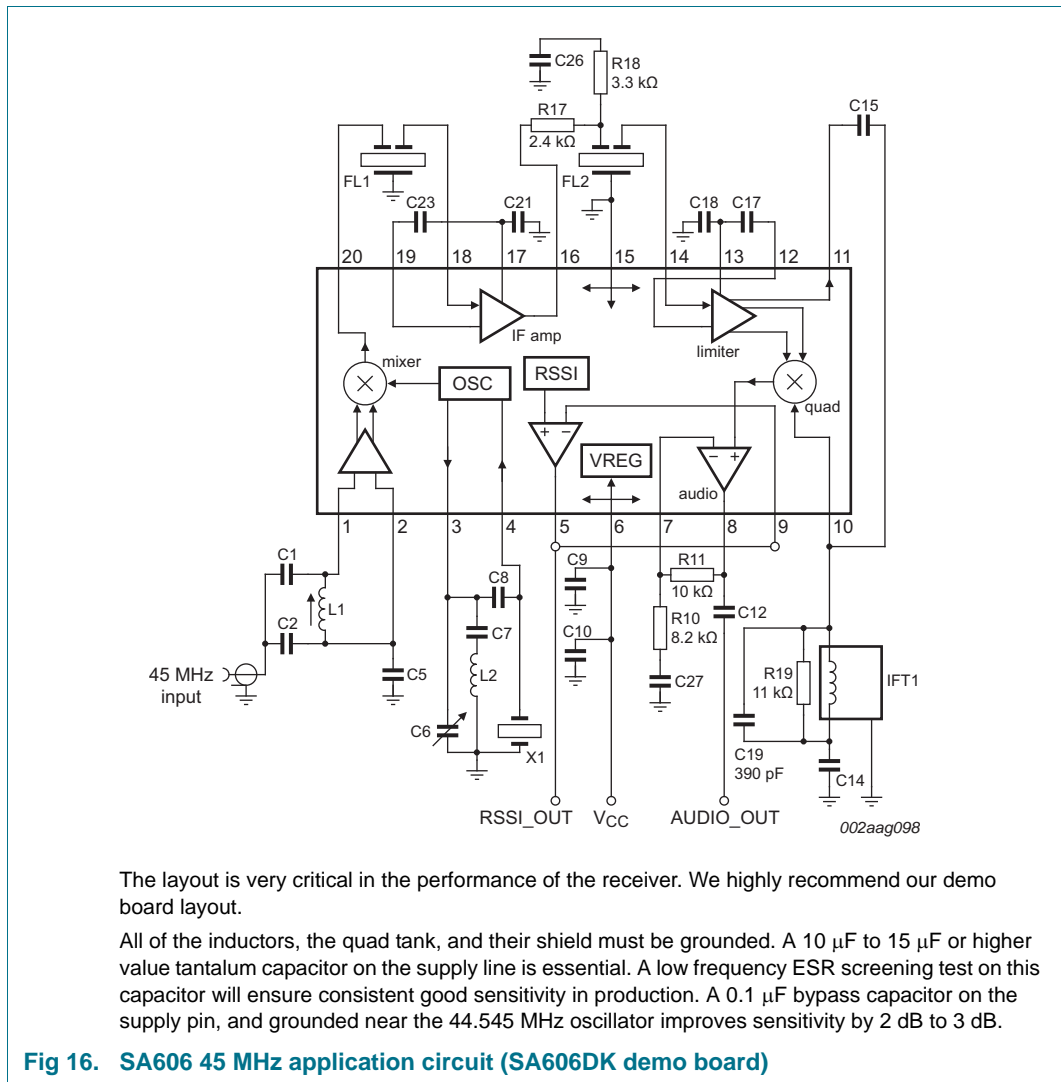 C26
R18
3.3 kΩ
C15
R17
2.4 kΩ
FL1
FL2
C23
C21
C18
C17
20
19
18
17
16
15
14
13
12
11
IF amp
limiter
mixer
OSC
RSSI
quad
+ −
VREG
− +
audio
1
2
3
4
5
6
7
8
9
10
C1
L1
C2
45 MHz
input
C5
C8
C7
L2
C6
X1
C9
C10
R11
10 kΩ
R10
8.2 kΩ
C12
C27
R19
11 kΩ
IFT1
C19
390 pF
C14
RSSI_OUT
VCC
AUDIO_OUT
002aag098
The layout is very critical in the performance of the receiver. We highly recommend our demo
board layout.
All of the inductors, the quad tank, and their shield must be grounded. A 10 μF to 15 μF or higher
value tantalum capacitor on the supply line is essential. A low frequency ESR screening test on this
capacitor will ensure consistent good sensitivity in production. A 0.1 μF bypass capacitor on the
supply pin, and grounded near the 44.545 MHz oscillator improves sensitivity by 2 dB to 3 dB.
Fig 16. SA606 45 MHz application circuit (SA606DK demo board)